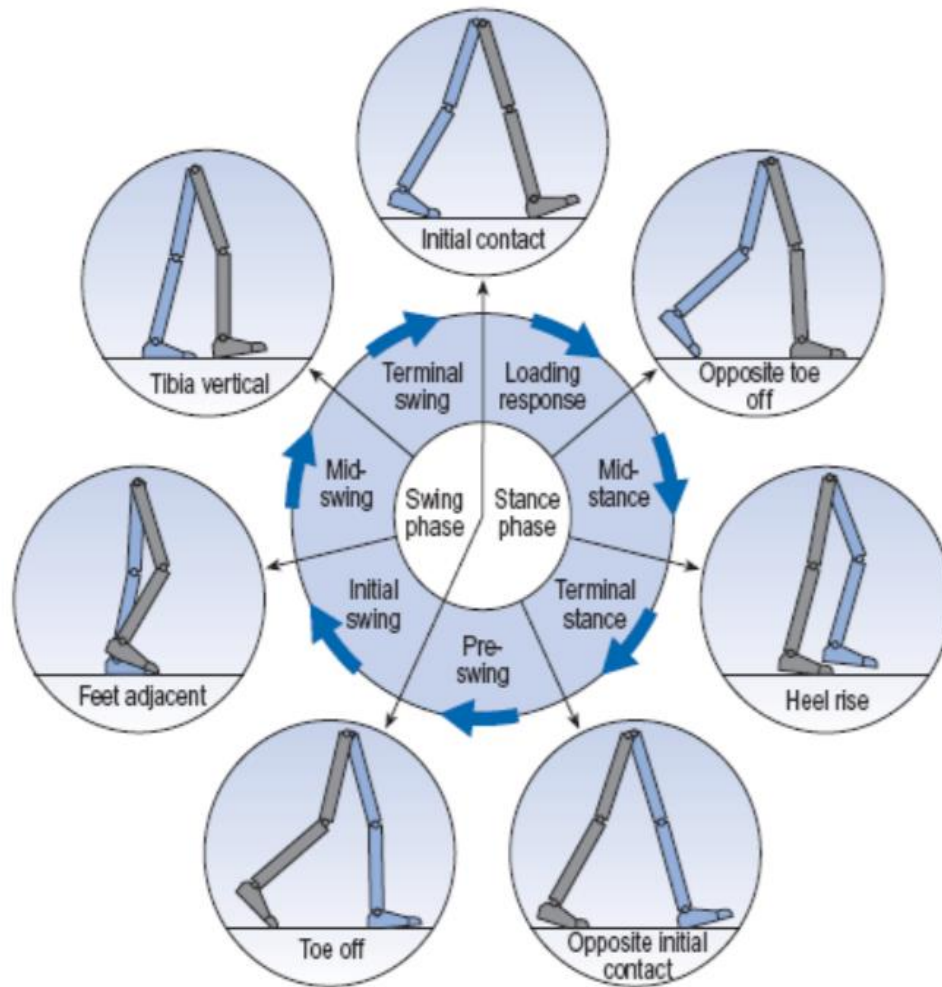 Initial contact
Tibia vertical
Opposite toe
off
Terminal
swing
Loading
response
Mid-
swing
Swing
phase
Stance
phase
Mid-
stance
Initial
swing
Terminal
stance
Pre-
swing
Feet adjacent
Heel rise
Toe off
Opposite initial
contact